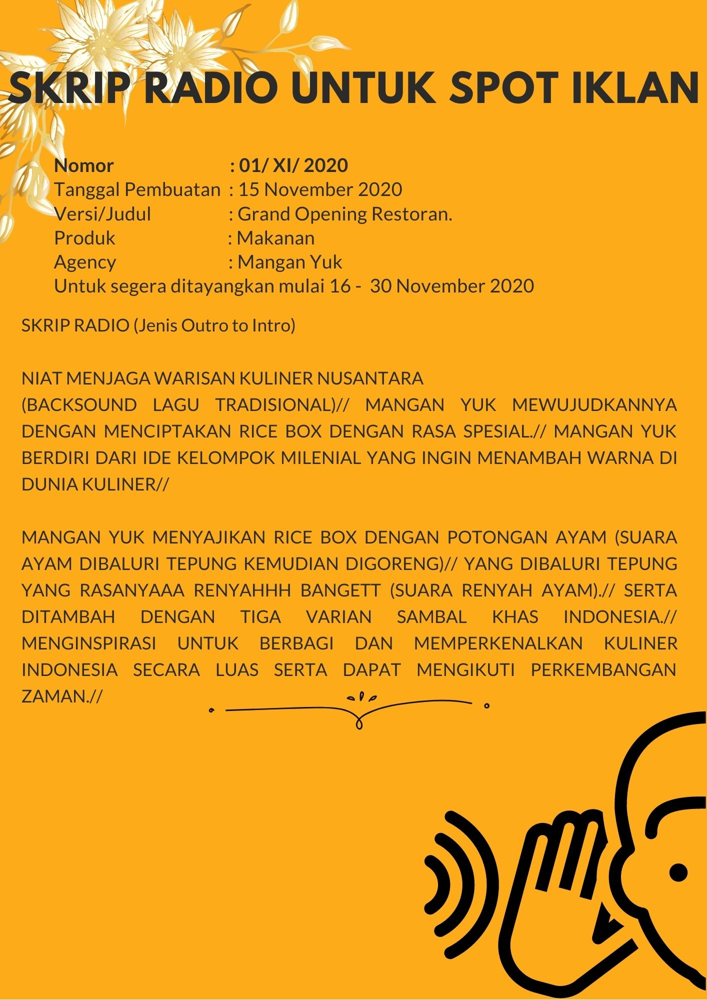 SKRIP RADIO UNTUK SPOT IKLAN
Nomor : 01/ XI/ 2020
Tanggal Pembuatan : 15 November 2020
Versi/Judul : Grand Opening Restoran.
Produk : Makanan
Agency : Mangan Yuk
Untuk segera ditayangkan mulai 16 - 30 November 2020
SKRIP RADIO (Jenis Outro to Intro)
NIAT MENJAGA WARISAN KULINER NUSANTARA
(BACKSOUND LAGU TRADISIONAL)// MANGAN YUK MEWUJUDKANNYA
DENGAN MENCIPTAKAN RICE BOX DENGAN RASA SPESIAL.// MANGAN YUK
BERDIRI DARI IDE KELOMPOK MILENIAL YANG INGIN MENAMBAH WARNA DI
DUNIA KULINER//
MANGAN YUK MENYAJIKAN RICE BOX DENGAN POTONGAN AYAM (SUARA
AYAM DIBALURI TEPUNG KEMUDIAN DIGORENG)// YANG DIBALURI TEPUNG
YANG RASANYAAA RENYAHHH BANGETT (SUARA RENYAH AYAM).// SERTA
DITAMBAH DENGAN TIGA VARIAN SAMBAL KHAS INDONESIA.//
MENGINSPIRASI UNTUK BERBAGI DAN MEMPERKENALKAN KULINER
INDONESIA SECARA LUAS SERTA DAPAT MENGIKUTI PERKEMBANGAN
ZAMAN.//